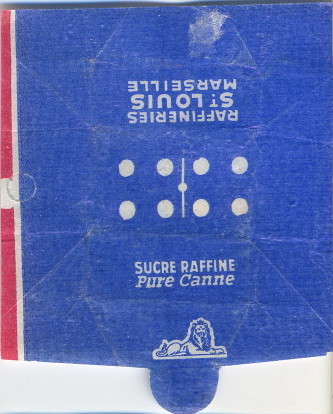 RAFFINERIES
ST LOUIS
MARSEILLE
SUCRE RAFFINE
Pure Canne